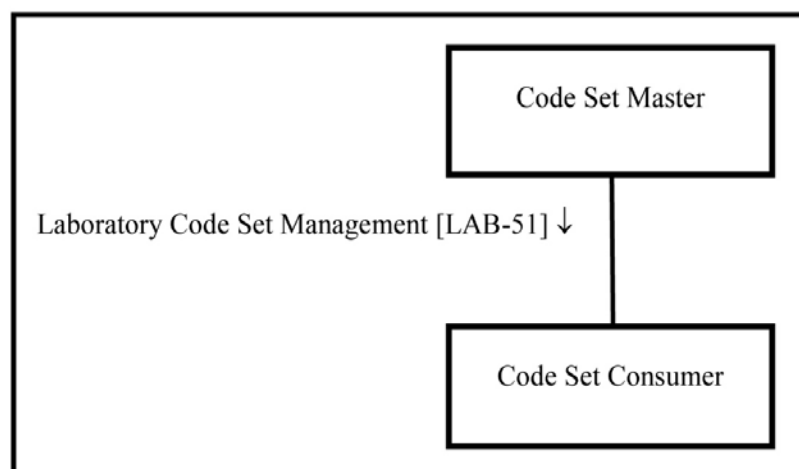 Code Set Master
Laboratory Code Set Management [LAB-51] ↓
Code Set Consumer